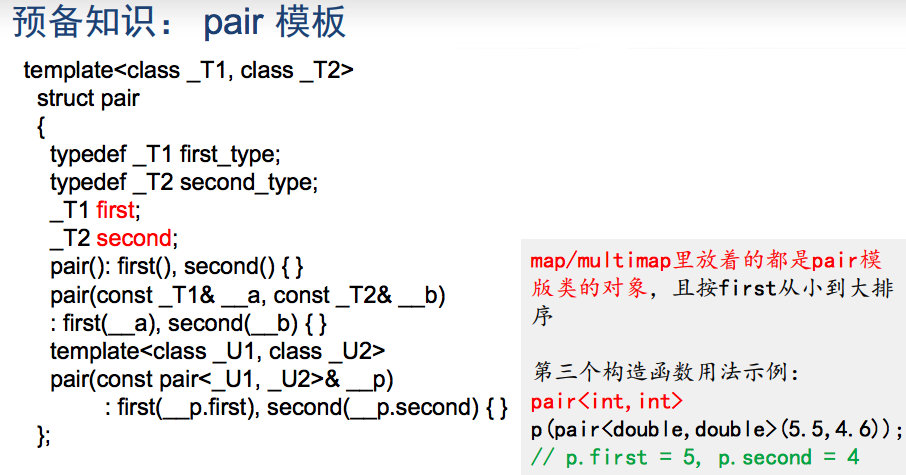 预备知识： pair 模板
template<class _T1, class _T2>
struct pair
{
typedef _T1 first_type;
typedef _T2 second_type;
_T1 first;
_T2 second;
pair(): first(), second() { }
pair(const _T1& __a, const _T2& __b)
: first(__a), second(__b) { }
template<class _U1, class _U2>
pair(const pair<_U1, _U2>& __p)
: first(__p.first), second(__p.second) { }
};
map/multimap里放着的都是pair模
版类的对象，且按first从小到大排
序
第三个构造函数用法示例：
pair<int,int>
p(pair<double,double>(5.5,4.6));
// p.first = 5, p.second = 4